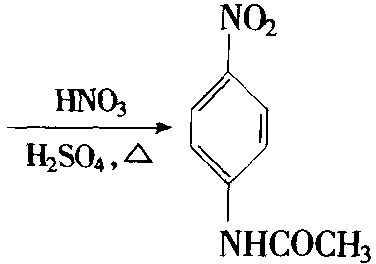 NO₂
HNO₃
H₂SO₄,△
NHCOCH₃